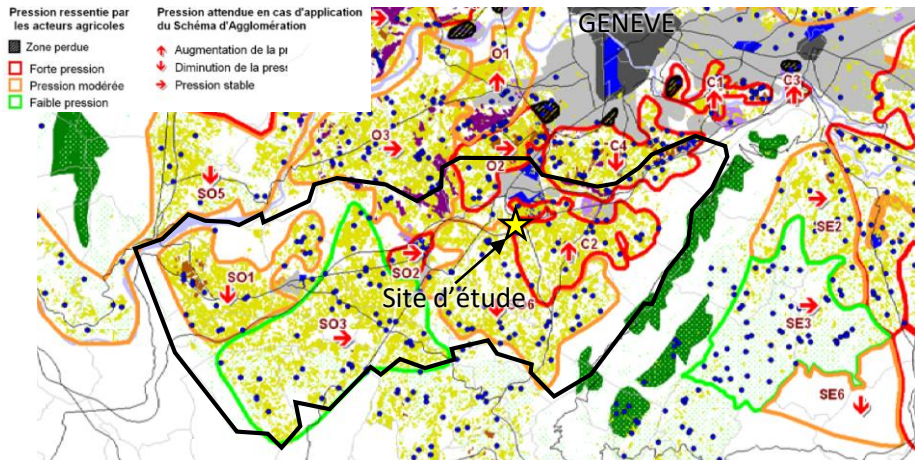 Pression ressentie par
les acteurs agricoles
Zone perdue
Forte pression
Pression modérée
Faible pression
Pression attendue en cas d'application
du Schéma d'Agglomération
Augmentation de la
Diminution de la
Pression stable
GENEVE
O1
C1
C3
O3
O2
C4
SO5
SE2
C2
SO1
SO2
Site d'étude
SO3
SE3
SE6